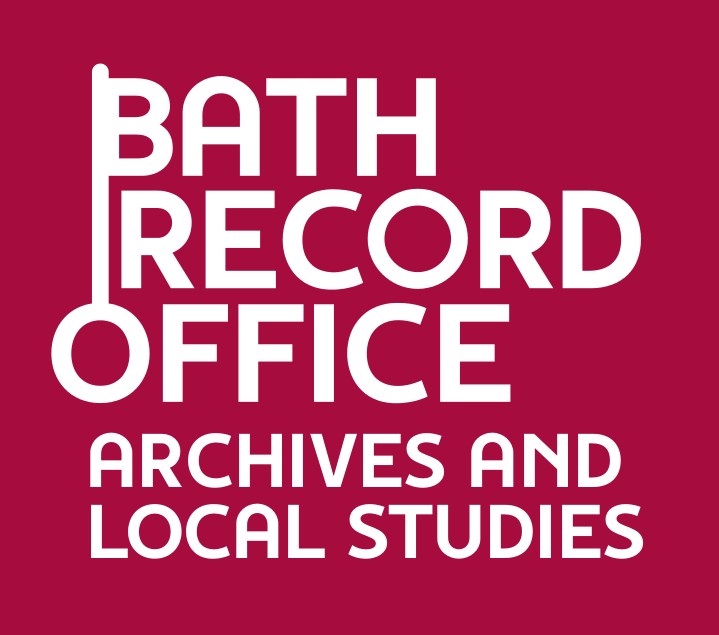 BATH
RECORD
OFFICE
ARCHIVES AND
LOCAL STUDIES